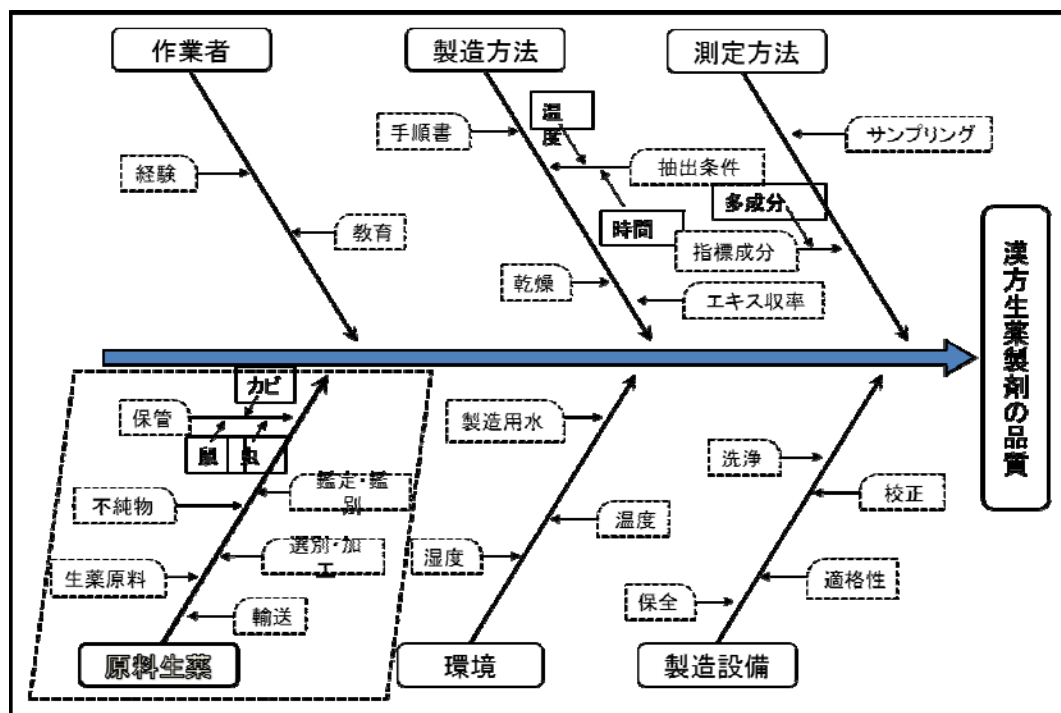 作業者
製造方法
測定方法
温
度
手順書
サンプリング
抽出条件
経験
多成分
時間
教育
指標成分
乾燥
エキス収率
漢方生薬製剤の品質
カビ
保管
鼠
虫
製造用水
洗浄
鑑定・鑑
別
不純物
校正
温度
選別・加
工
湿度
生薬原料
適格性
保全
輸送
原料生薬
環境
製造設備